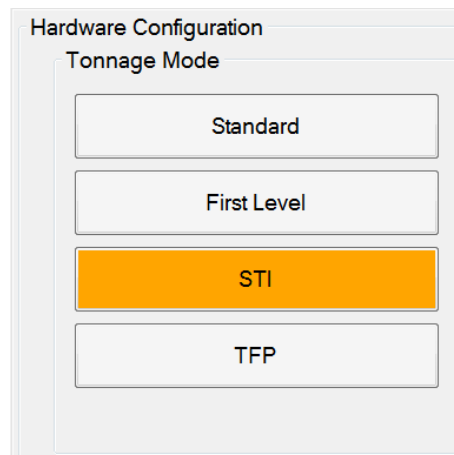 Hardware Configuration
Tonnage Mode
Standard
First Level
STI
TFP